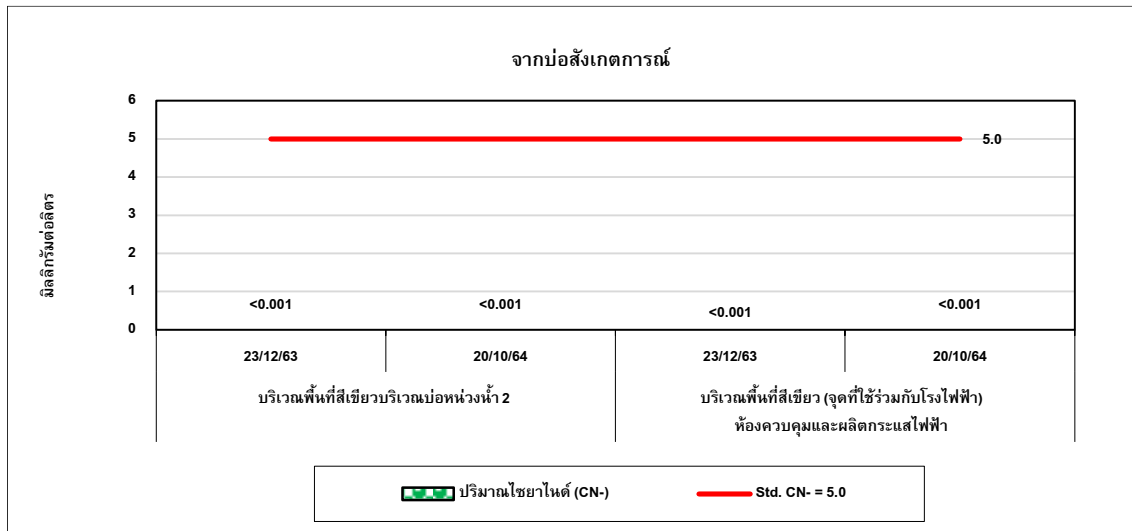 จากบ่อสังเกตการณ์
มิลลิกรัมต่อลิตร
6
5
4
3
2
1
0
5.0
<0.001
<0.001
<0.001
<0.001
23/12/63
20/10/64
23/12/63
20/10/64
บริเวณพื้นที่สีเขียวบริเวณบ่อหน่วงน้ำ 2
บริเวณพื้นที่สีเขียว (จุดที่ใช้ร่วมกับโรงไฟฟ้า)
ห้องควบคุมและผลิตกระแสไฟฟ้า
ปริมาณไซยาไนด์ (CN-)
Std. CN- = 5.0